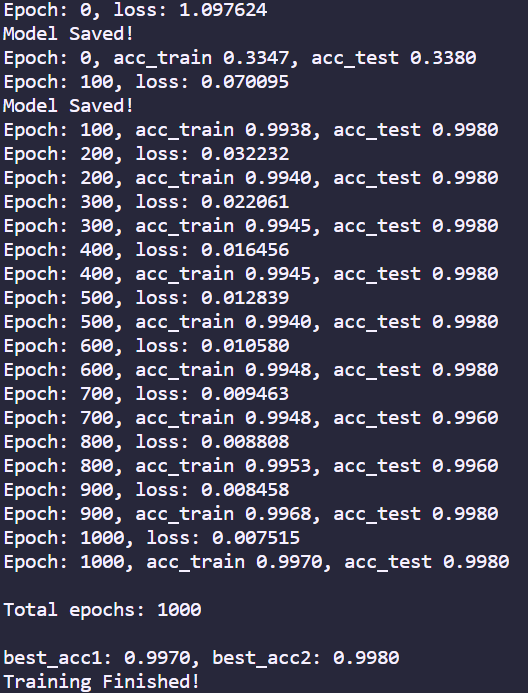 Epoch: 0, loss: 1.097624
Model Saved!
Epoch: 0, acc_train 0.3347, acc_test 0.3380
Epoch: 100, loss: 0.070095
Model Saved!
Epoch: 100, acc_train 0.9938, acc_test 0.9980
Epoch: 200, loss: 0.032232
Epoch: 200, acc_train 0.9940, acc_test 0.9980
Epoch: 300, loss: 0.022061
Epoch: 300, acc_train 0.9945, acc_test 0.9980
Epoch: 400, loss: 0.016456
Epoch: 400, acc_train 0.9945, acc_test 0.9980
Epoch: 500, loss: 0.012839
Epoch: 500, acc_train 0.9940, acc_test 0.9980
Epoch: 600, loss: 0.010580
Epoch: 600, acc_train 0.9948, acc_test 0.9980
Epoch: 700, loss: 0.009463
Epoch: 700, acc_train 0.9948, acc_test 0.9960
Epoch: 800, loss: 0.008808
Epoch: 800, acc_train 0.9953, acc_test 0.9960
Epoch: 900, loss: 0.008458
Epoch: 900, acc_train 0.9968, acc_test 0.9980
Epoch: 1000, loss: 0.007515
Epoch: 1000, acc_train 0.9970, acc_test 0.9980
Total epochs: 1000
best_acc1: 0.9970, best_acc2: 0.9980
Training Finished!